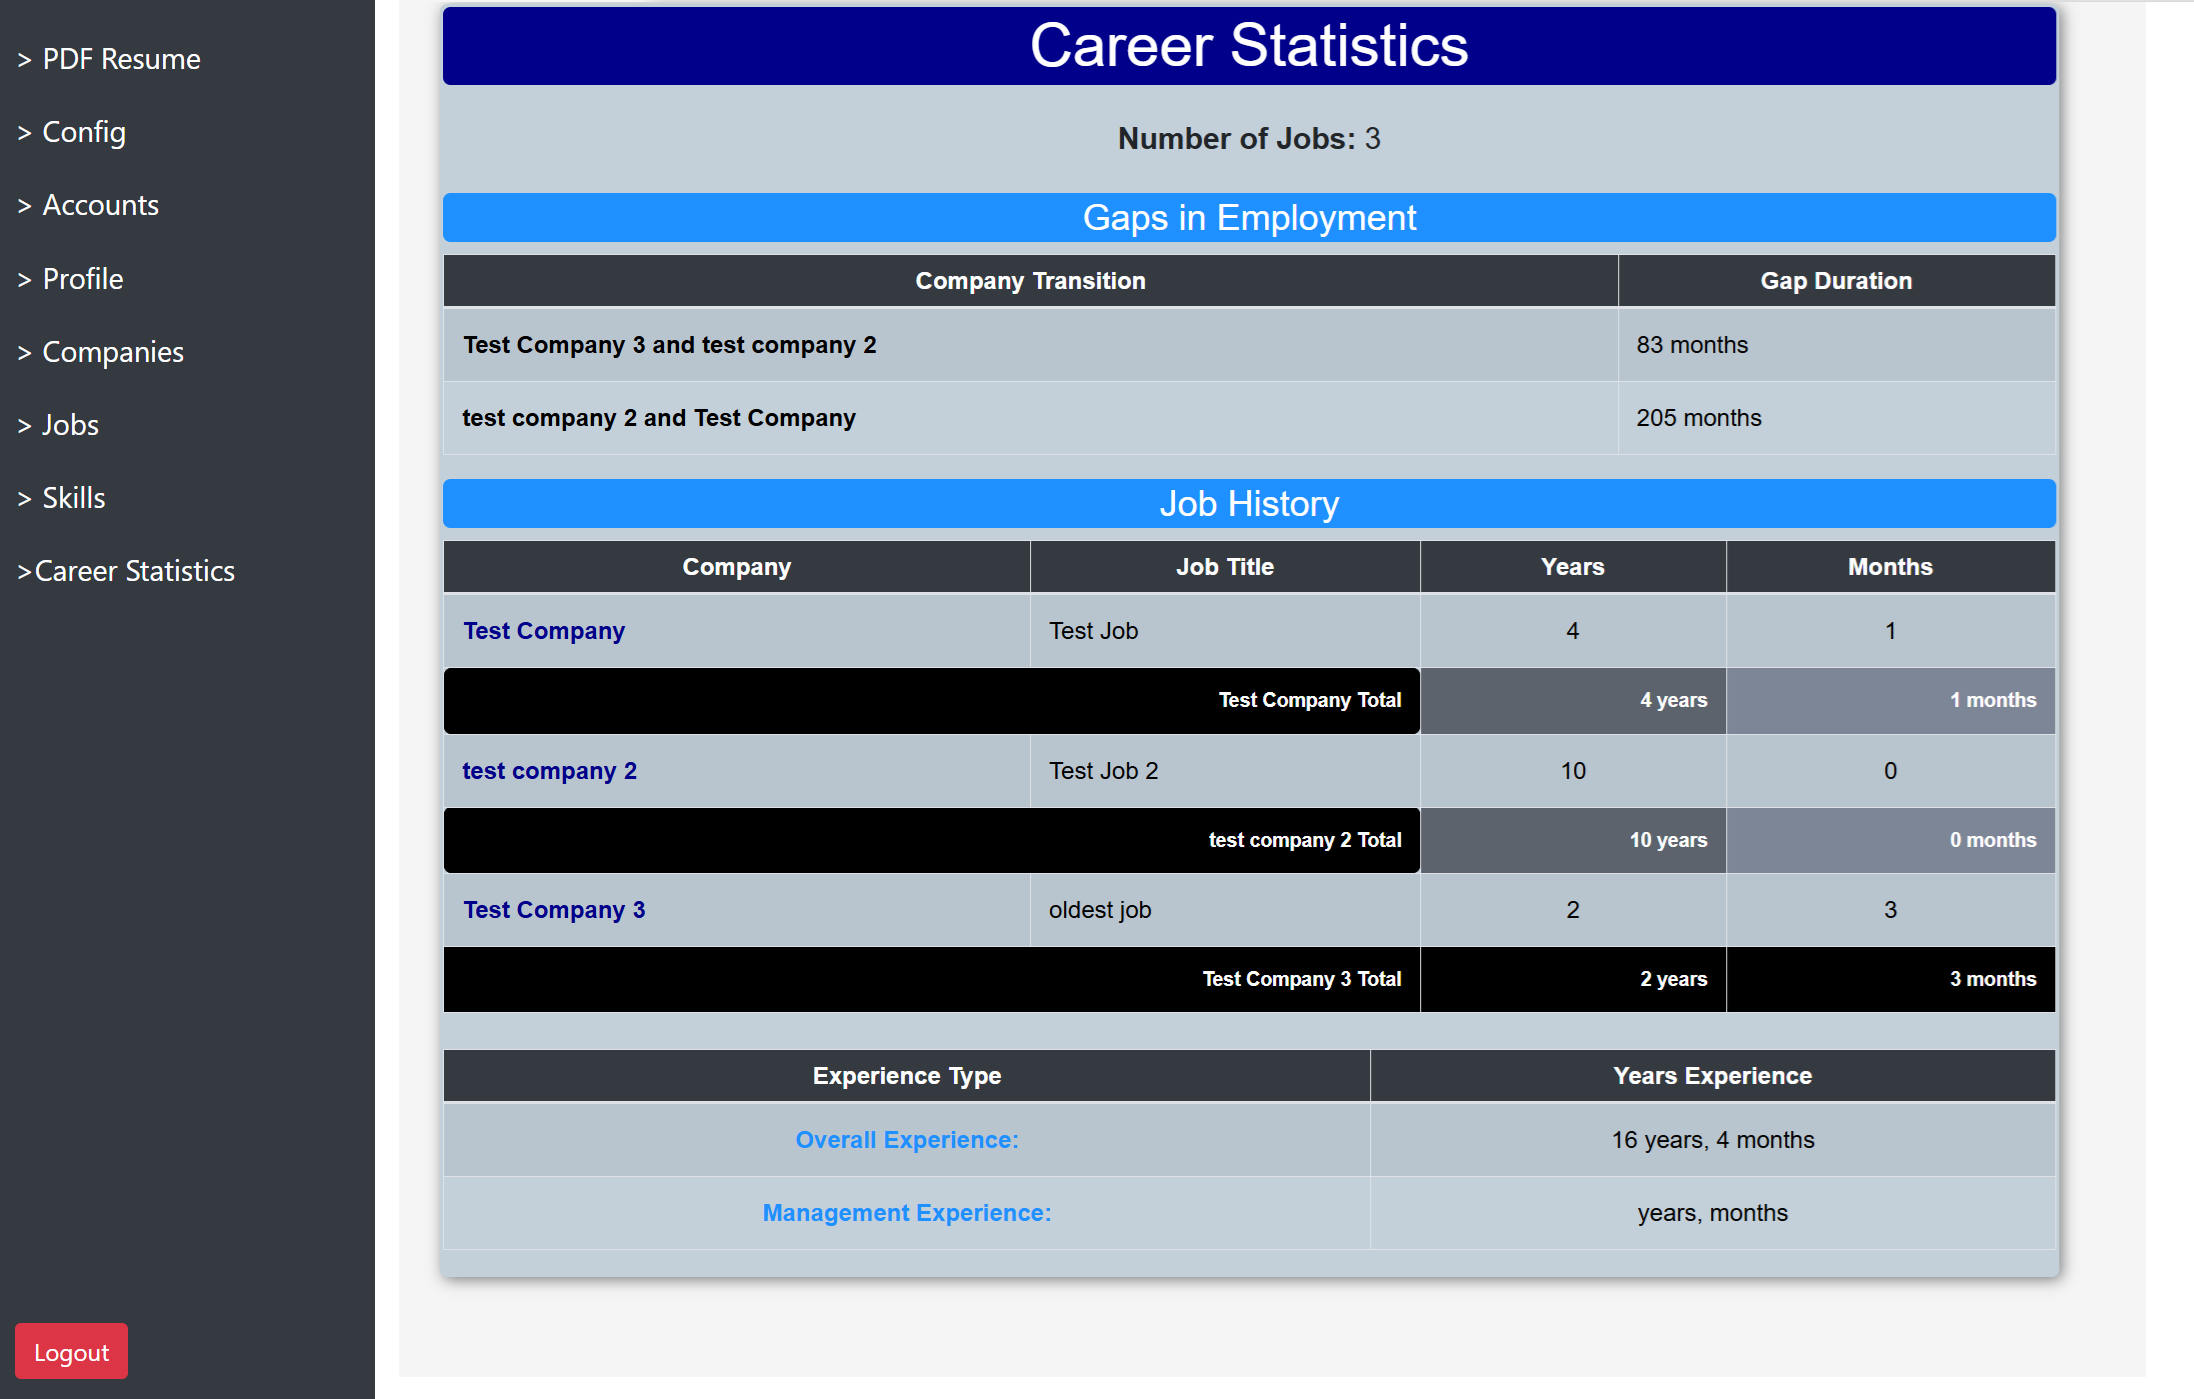 > PDF Resume
> Config
> Accounts
> Profile
> Companies
> Jobs
> Skills
>Career Statistics
Logout
Career Statistics
Number of Jobs: 3
Gaps in Employment
Company Transition Gap Duration
Test Company 3 and test company 2 83 months
test company 2 and Test Company 205 months
Job History
Company Job Title Years Months
Test Company Test Job 4 1
Test Company Total 4 years 1 months
test company 2 Test Job 2 10 0
test company 2 Total 10 years 0 months
Test Company 3 oldest job 2 3
Test Company 3 Total 2 years 3 months
Experience Type Years Experience
Overall Experience: 16 years, 4 months
Management Experience: years, months